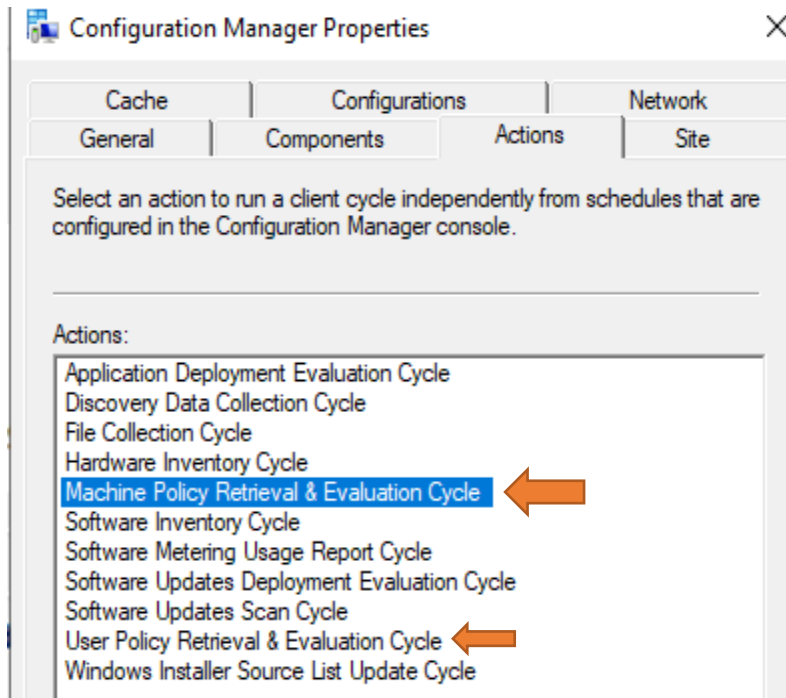 Configuration Manager Properties
Cache
Configurations
Network
General
Components
Actions
Site
Select an action to run a client cycle independently from schedules that are
configured in the Configuration Manager console.
Actions:
Application Deployment Evaluation Cycle
Discovery Data Collection Cycle
File Collection Cycle
Hardware Inventory Cycle
Machine Policy Retrieval & Evaluation Cycle
Software Inventory Cycle
Software Metering Usage Report Cycle
Software Updates Deployment Evaluation Cycle
Software Updates Scan Cycle
User Policy Retrieval & Evaluation Cycle
Windows Installer Source List Update Cycle